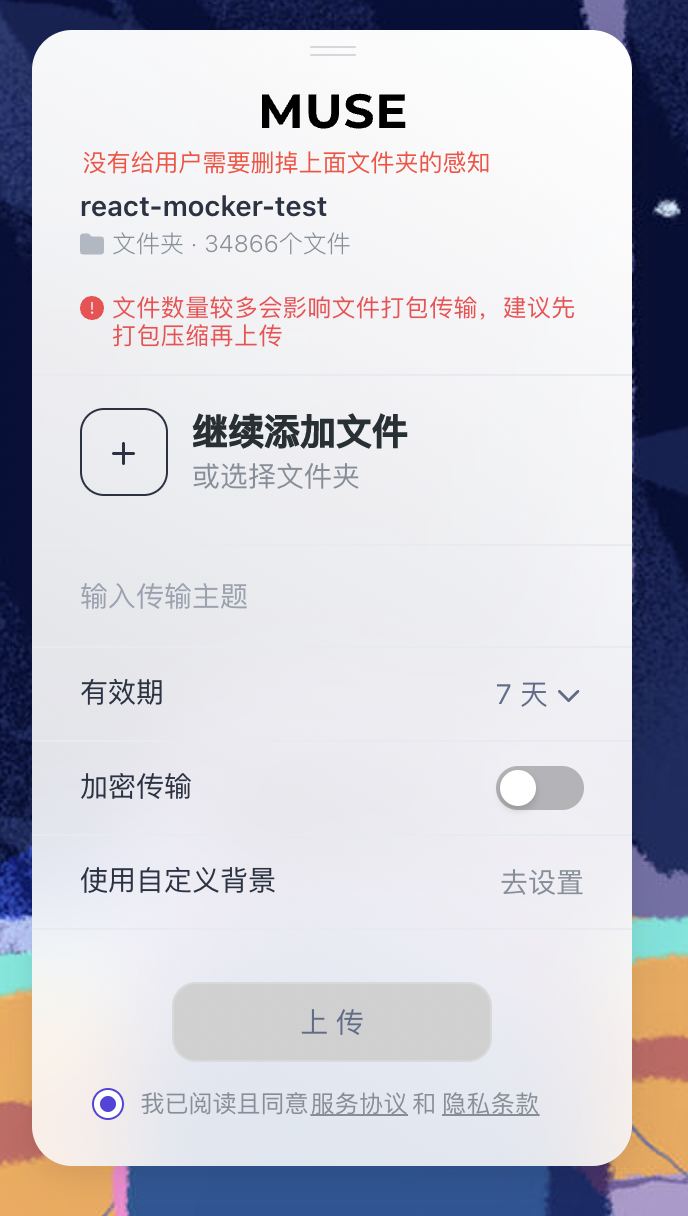 MUSE
没有给用户需要删掉上面文件夹的感知
react-mocker-test
文件夹 · 34866个文件
文件数量较多会影响文件打包传输，建议先
打包压缩再上传
继续添加文件
或选择文件夹
输入传输主题
有效期 7 天
加密传输
使用自定义背景 去设置
上 传
我已阅读且同意服务协议 和 隐私条款